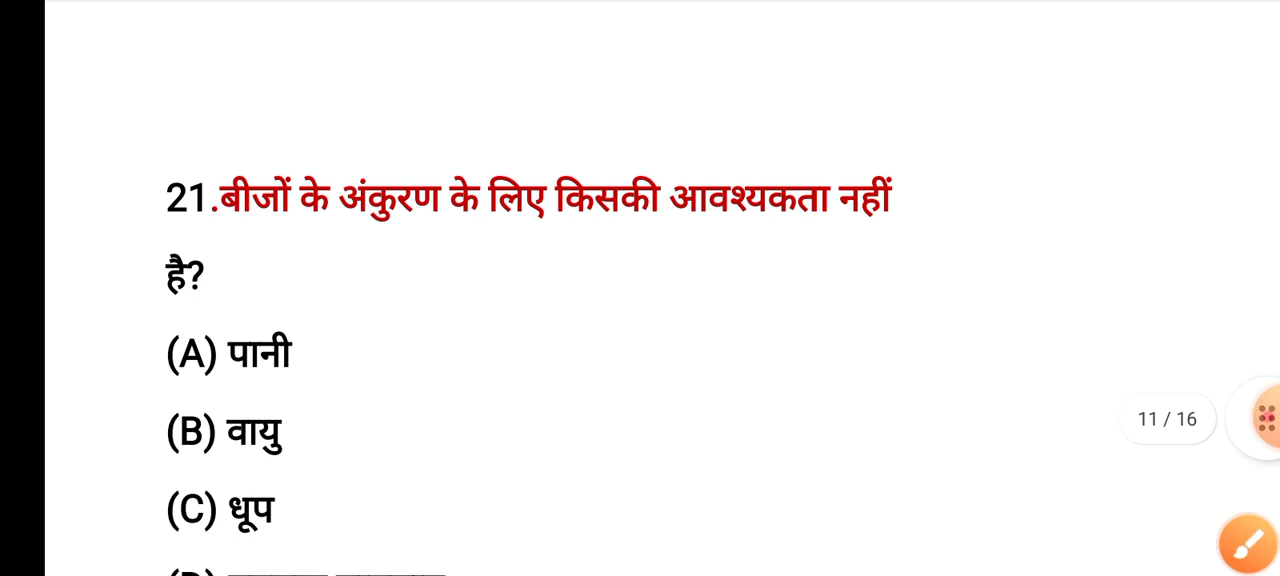 21.बीजों के अंकुरण के लिए किसकी आवश्यकता नहीं
है?
(A) पानी
(B) वायु
11 / 16
(C) धूप